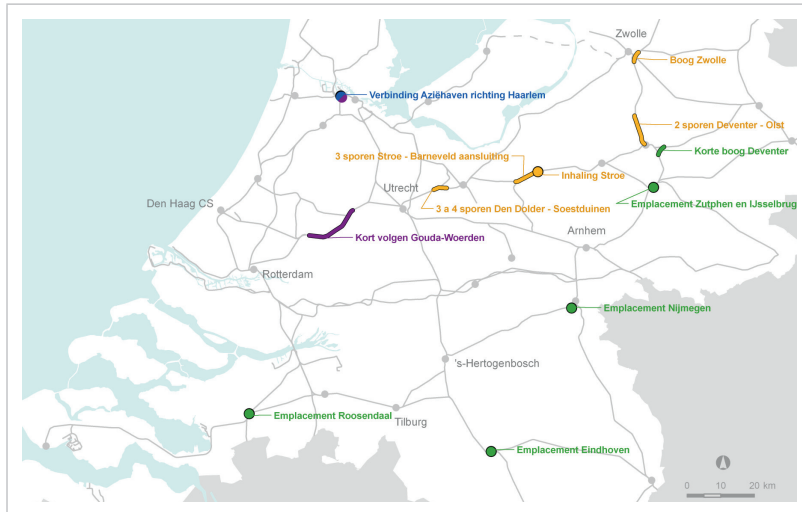 Zwolle
Boog Zwolle
Verbinding Aziëhaven richting Haarlem
2 sporen Deventer - Olst
Korte boog Deventer
3 sporen Stroe - Barneveld aansluiting
Inhaling Stroe
Utrecht
Emplacement Zutphen en IJsselbrug
Den Haag CS
3 a 4 sporen Den Dolder - Soestduinen
Arnhem
Kort volgen Gouda-Woerden
Rotterdam
Emplacement Nijmegen
's-Hertogenbosch
Emplacement Roosendaal
Tilburg
Emplacement Eindhoven
0 10 20 km